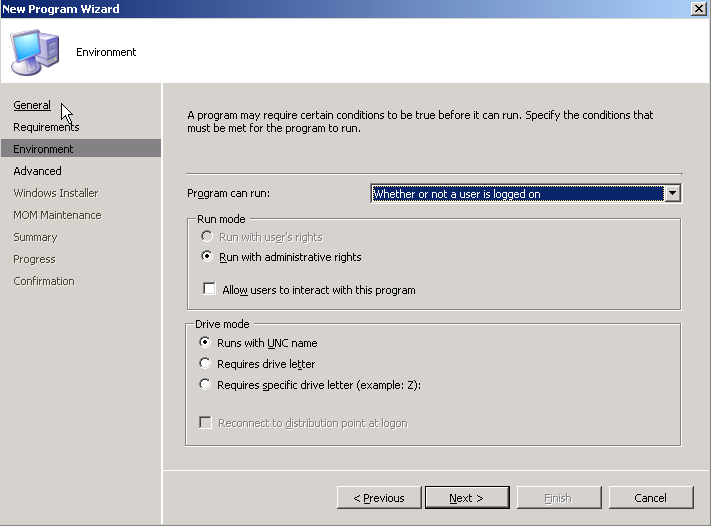 New Program Wizard
Environment
General
Requirements
Environment
Advanced
Windows Installer
MOM Maintenance
Summary
Progress
Confirmation
A program may require certain conditions to be true before it can run. Specify the conditions that
must be met for the program to run.
Program can run:
Whether or not a user is logged on
Run mode
Run with user's rights
Run with administrative rights
Allow users to interact with this program
Drive mode
Runs with UNC name
Requires drive letter
Requires specific drive letter (example: Z):
Reconnect to distribution point at logon
< Previous
Next >
Finish
Cancel